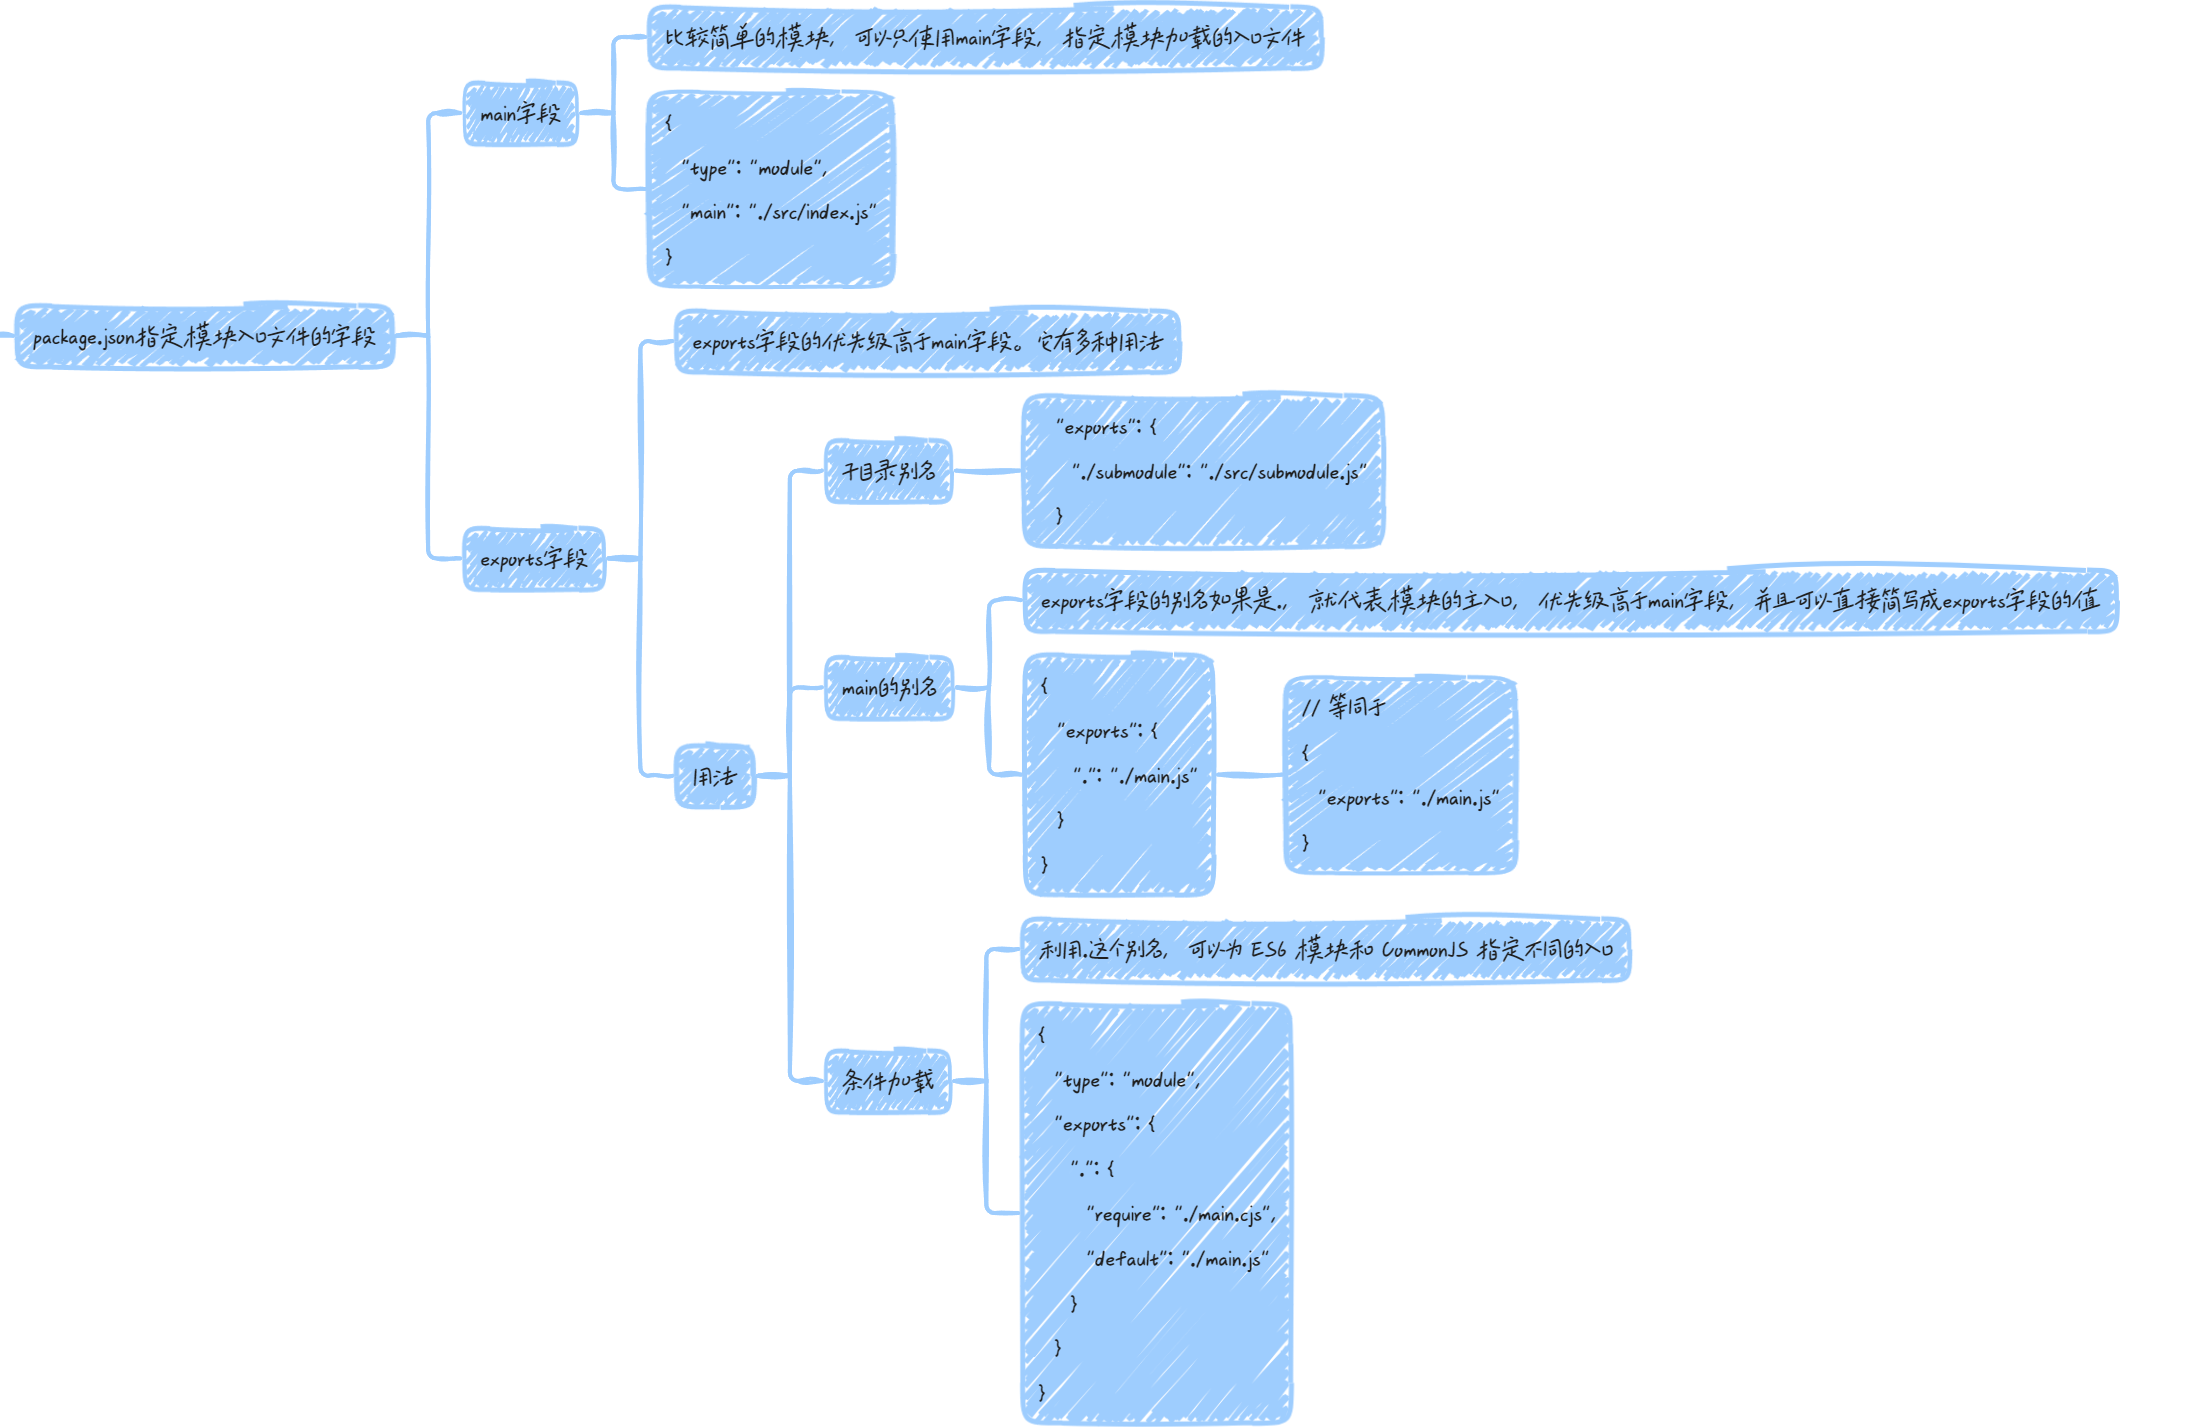 package.json指定模块入口文件的字段
main字段
比较简单的模块, 可以只使用main字段, 指定模块加载的入口文件
{
"type": "module",
"main": "./src/index.js"
}
exports字段
exports字段的优先级高于main字段。它有多种用法
用法
子目录别名
"exports": {
"./submodule": "./src/submodule.js"
}
main的别名
exports字段的别名如果是., 就代表模块的主入口, 优先级高于main字段, 并且可以直接简写成exports字段的值
{
"exports": {
".": "./main.js"
}
}
// 等同于
{
"exports": "./main.js"
}
条件加载
利用.这个别名, 可以为 ES6 模块和 CommonJS 指定不同的入口
{
"type": "module",
"exports": {
".": {
"require": "./main.cjs",
"default": "./main.js"
}
}
}